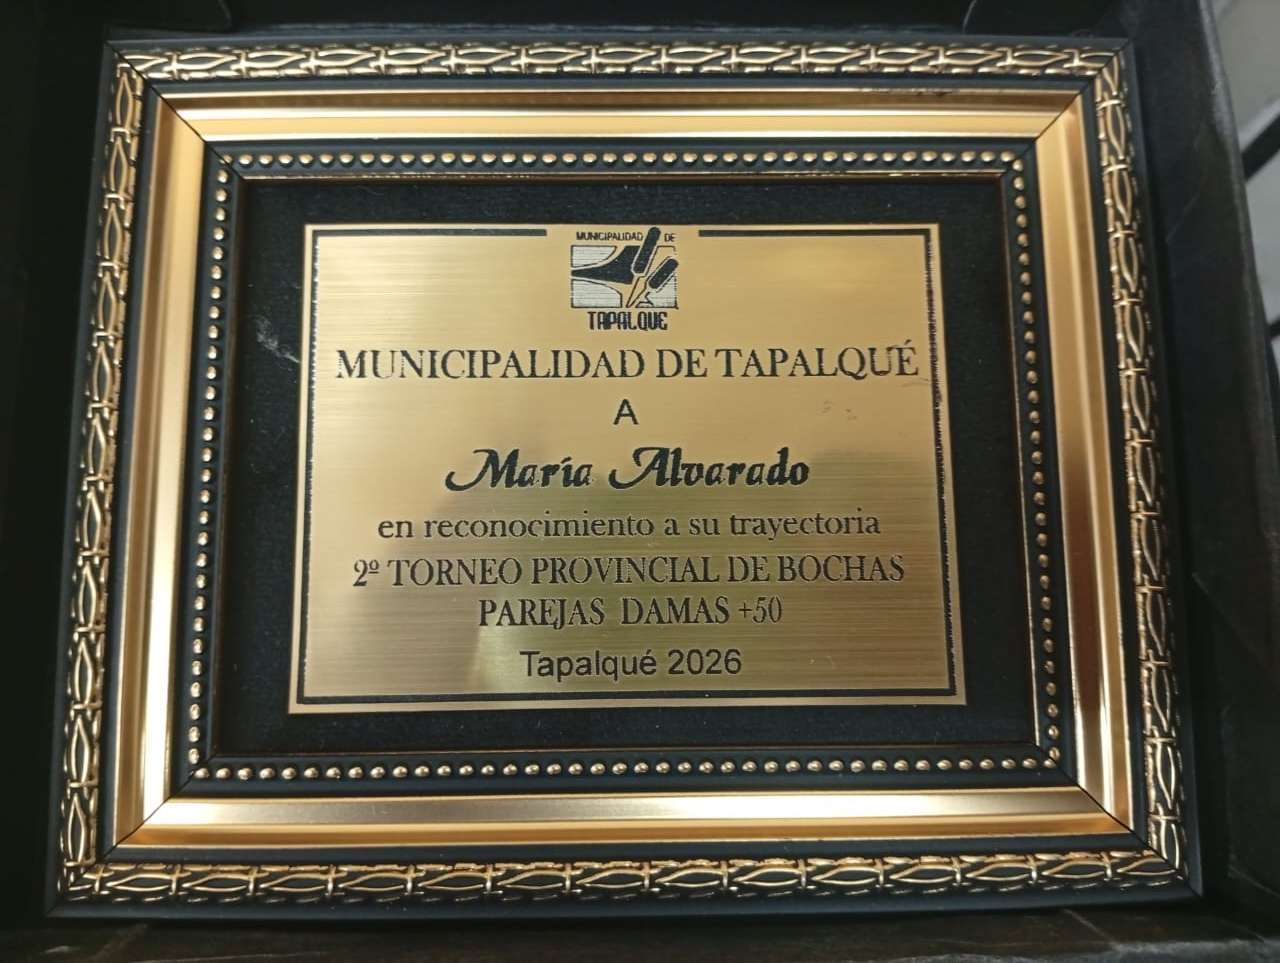 MUNICIPALIDAD DE
TAPALQUE
MUNICIPALIDAD DE TAPALQUÉ
A
María Alvarado
en reconocimiento a su trayectoria
2º TORNEO PROVINCIAL DE BOCHAS
PAREJAS DAMAS +50
Tapalqué 2026